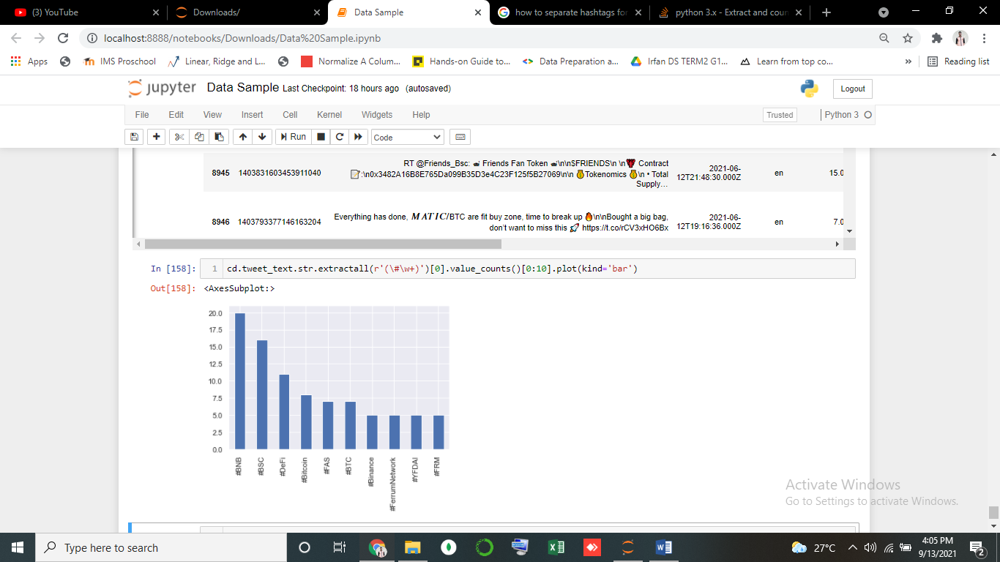 (3) YouTube
Downloads/
Data Sample
how to separate hashtags for
python 3.x - Extract and coun
localhost:8888/notebooks/Downloads/Data%20Sample.ipynb
Apps
IMS Proschool
Linear, Ridge and L...
Normalize A Colum...
Hands-on Guide to...
Data Preparation a...
Irfan DS TERM2 G1...
Learn from top co...
»
Reading list
jupyter Data Sample Last Checkpoint: 18 hours ago (autosaved)
Logout
File Edit View Insert Cell Kernel Widgets Help
Trusted
Python 3
Run
Code
RT @Friends_Bsc: Friends Fan Token \n\n$FRIENDS\n \n Contract
8945 1403831603453911040 :\n0x3482A16B8E765Da099B35D3e4C23F125f5B27069\n\n 💰Tokenomics 💰\n • Total
Supply…
2021-06-
12T21:48:30.000Z
en
15.0
8946 1403793377146163204 Everything has done, 𝑴𝑨𝑻𝑰𝑪/BTC are fit buy zone, time to break up 🔥\n\nBought a big bag,
don't want to miss this 🚀 https://t.co/rCV3xHO6Bx
2021-06-
12T19:16:36.000Z
en
7.0
In [158]: 1 cd.tweet_text.str.extractall(r'(\#\w+)')[0].value_counts()[0:10].plot(kind='bar')
Out[158]: <AxesSubplot:>
20.0
17.5
15.0
12.5
10.0
7.5
5.0
2.5
0.0
#BNB
#BSC
#DeFi
#Bitcoin
#FAS
#BTC
#Binance
#FerrumNetwork
#YFDAI
#FRM
Activate Windows
Go to Settings to activate Windows.
Type here to search
27°C
4:05 PM
9/13/2021
2